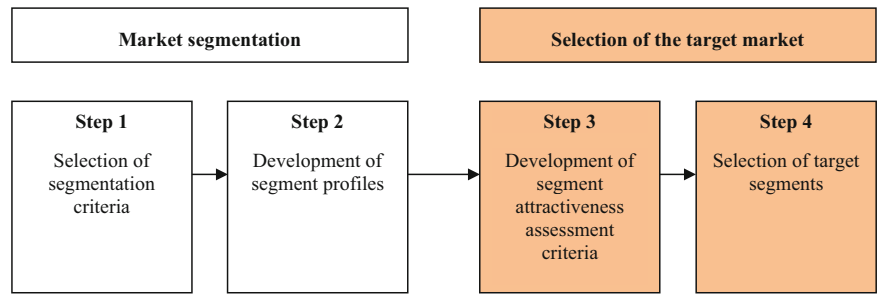 Market segmentation
Selection of the target market
Step 1
Selection of
segmentation
criteria
Step 2
Development of
segment profiles
Step 3
Development of
segment
attractiveness
assessment
criteria
Step 4
Selection of target
segments